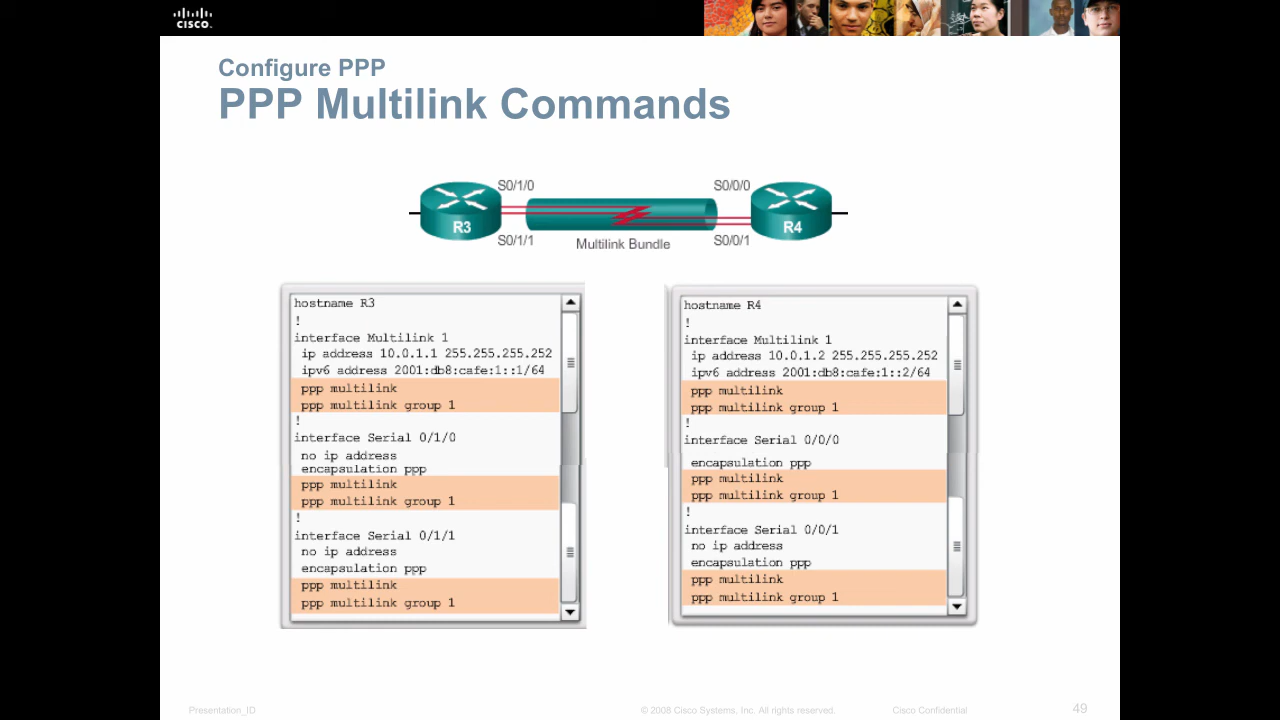 CISCO.
Configure PPP
PPP Multilink Commands
S0/1/0
S0/0/0
R3
R4
S0/1/1
Multilink Bundle
S0/0/1
hostname R3
!
interface Multilink 1
ip address 10.0.1.1 255.255.255.252
ipv6 address 2001:db8:cafe:1::1/64
ppp multilink
ppp multilink group 1
!
interface Serial 0/1/0
no ip address
encapsulation ppp
ppp multilink
ppp multilink group 1
!
interface Serial 0/1/1
no ip address
encapsulation ppp
ppp multilink
ppp multilink group 1
hostname R4
!
interface Multilink 1
ip address 10.0.1.2 255.255.255.252
ipv6 address 2001:db8:cafe:1::2/64
ppp multilink
ppp multilink group 1
!
interface Serial 0/0/0
encapsulation ppp
ppp multilink
ppp multilink group 1
!
interface Serial 0/0/1
no ip address
encapsulation ppp
ppp multilink
ppp multilink group 1
Presentation_ID
© 2008 Cisco Systems, Inc. All rights reserved.
Cisco Confidential
49